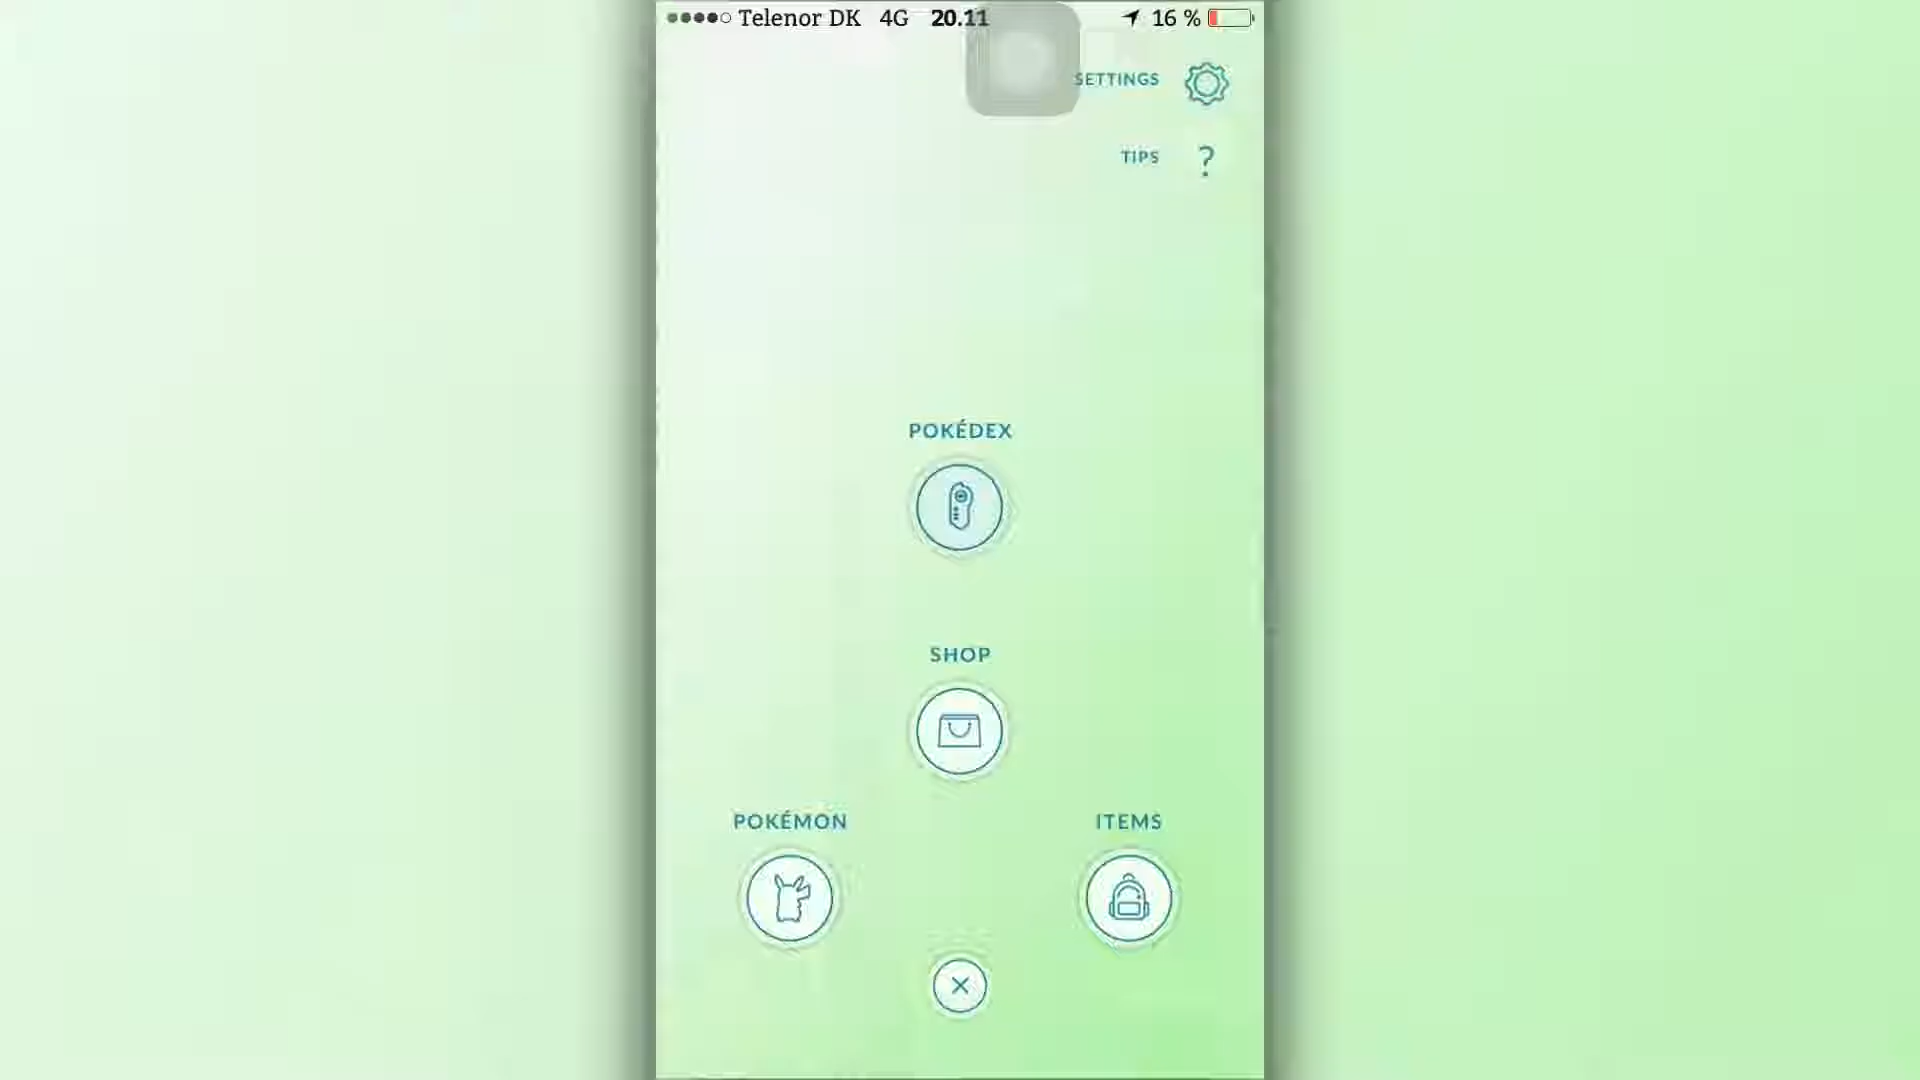 Telenor DK 4G 20.11 16 %
SETTINGS
TIPS ?
POKÉDEX
SHOP
POKÉMON
ITEMS